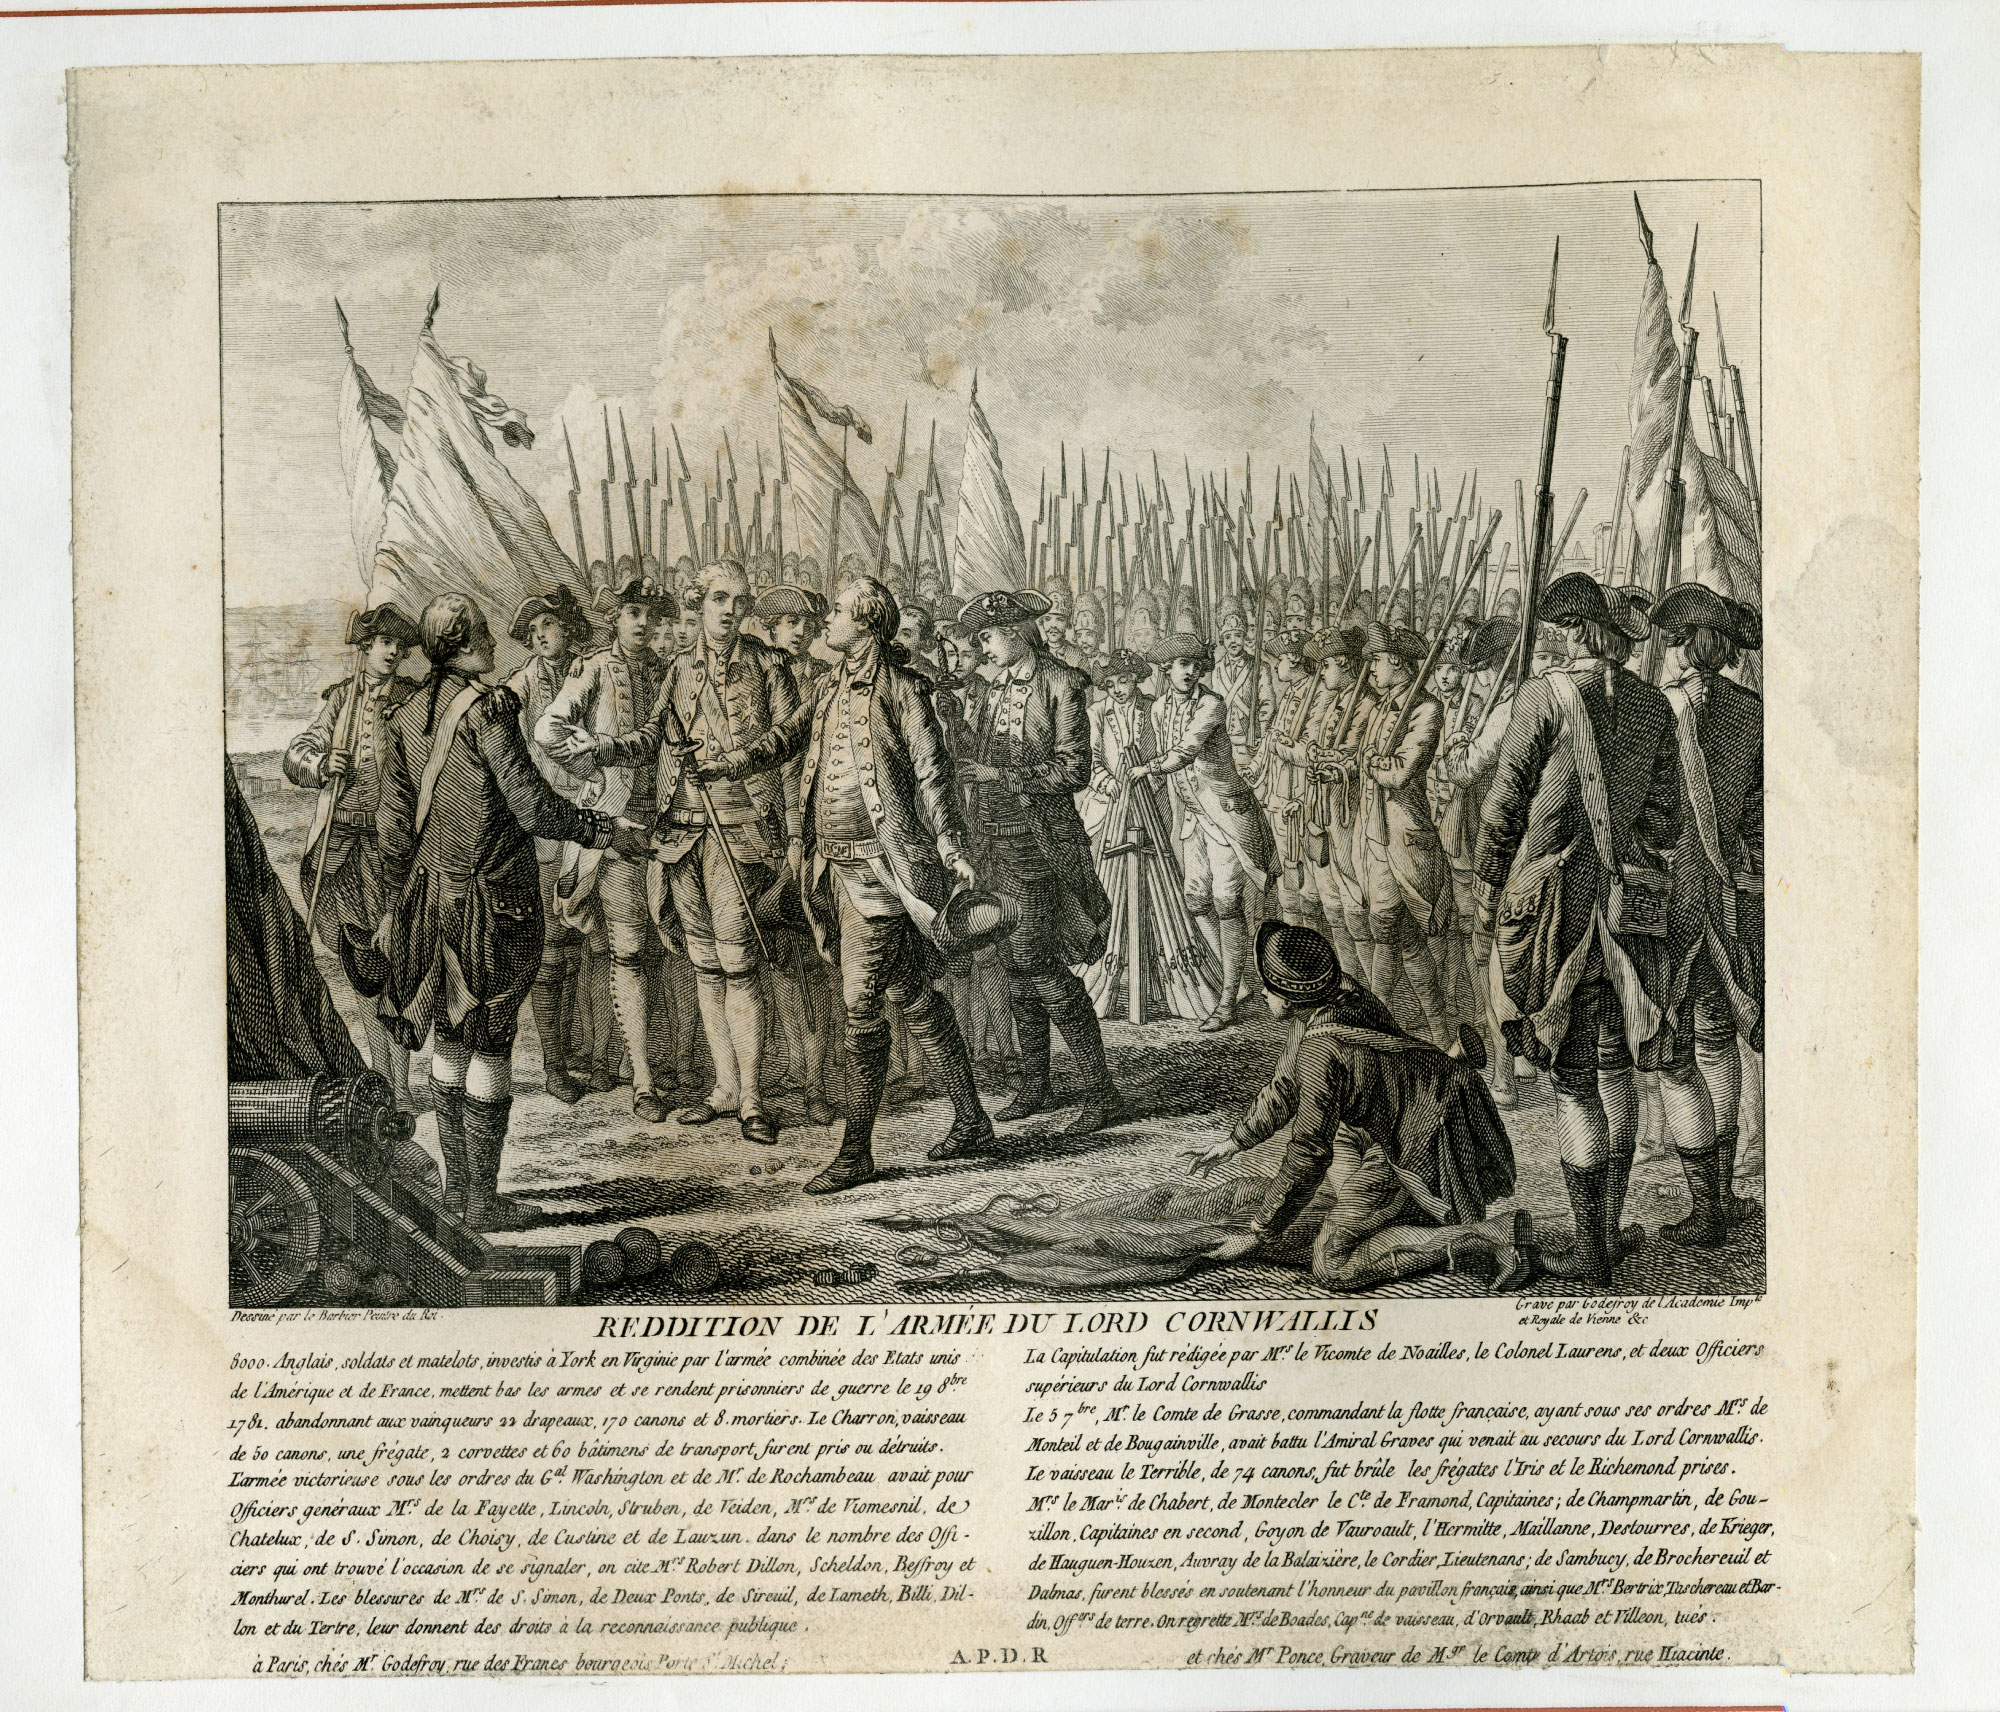 Dessiné par le Barbier Peintre du Roi.
Gravé par Godefroy de l'Academie Imp.le
et Royale de Vienne &c
REDDITION DE L'ARMÉE DU LORD CORNWALLIS
6000. Anglais, soldats et matelots, investis à York en Virginie par l'armée combinée des Etats unis
de l'Amérique et de France, mettent bas les armes et se rendent prisonniers de guerre le 19 8bre
1781. abandonnant aux vainqueurs 22 drapeaux, 170 canons et 8. mortiers. Le Charron, vaisseau
de 50 canons, une frégate, 2 corvettes et 60 bâtimens de transport, furent pris ou détruits.
L'armée victorieuse sous les ordres du Gal. Washington et de Mr. de Rochambeau avait pour
Officiers generaux Mrs de la Fayette, Lincoln, Struben, de Veiden, Mrs de Viomesnil, de
Chatelux, de S. Simon, de Choisy, de Custine et de Lauzun. dans le nombre des Offi-
ciers qui ont trouvé l'occasion de se signaler, on cite Mrs Robert Dillon, Scheldon, Beffroy et
Monthurel. Les blessures de Mrs de S. Simon, de Deux Ponts, de Sireuil, de Lameth, Billi, Dil-
lon et du Tertre, leur donnent des droits à la reconnaissance publique.
La Capitulation fut rédigée par Mrs le Vicomte de Noailles, le Colonel Laurens, et deux Officiers
supérieurs du Lord Cornwallis
Le 5 7bre, Mr. le Comte de Grasse, commandant la flotte française, ayant sous ses ordres Mrs de
Monteil et de Bougainville, avait battu l'Amiral Graves qui venait au secours du Lord Cornwallis.
Le vaisseau le Terrible, de 74 canons, fut brûle les frégates l'Iris et le Richemond prises.
Mrs le Maris de Chabert, de Montecler le Cte de Framond, Capitaines; de Champmartin, de Gou-
zillon, Capitaines en second, Goyon de Vauroault, l'Hermitte, Maillanne, Destourres, de Krieger,
de Hauguen-Houzen, Auvray de la Balaizière, le Cordier, Lieutenans; de Sambucy, de Brochereuil et
Dalmas, furent blessés en soutenant l'honneur du pavillon français, ainsi que Mrs Bertrix, Taschereau et Bar-
din, Offers de terre. On regrette Mrs de Boades, Capne de vaisseau, d'Orvault, Rhaab et Villeon, tués.
à Paris, chés Mr Godefroy, rue des Francs bourgeois Porte St Michel;
A.P.D.R
et chés Mr Ponce, Graveur de Mgr le Comte d'Artois, rue Hiacinte.